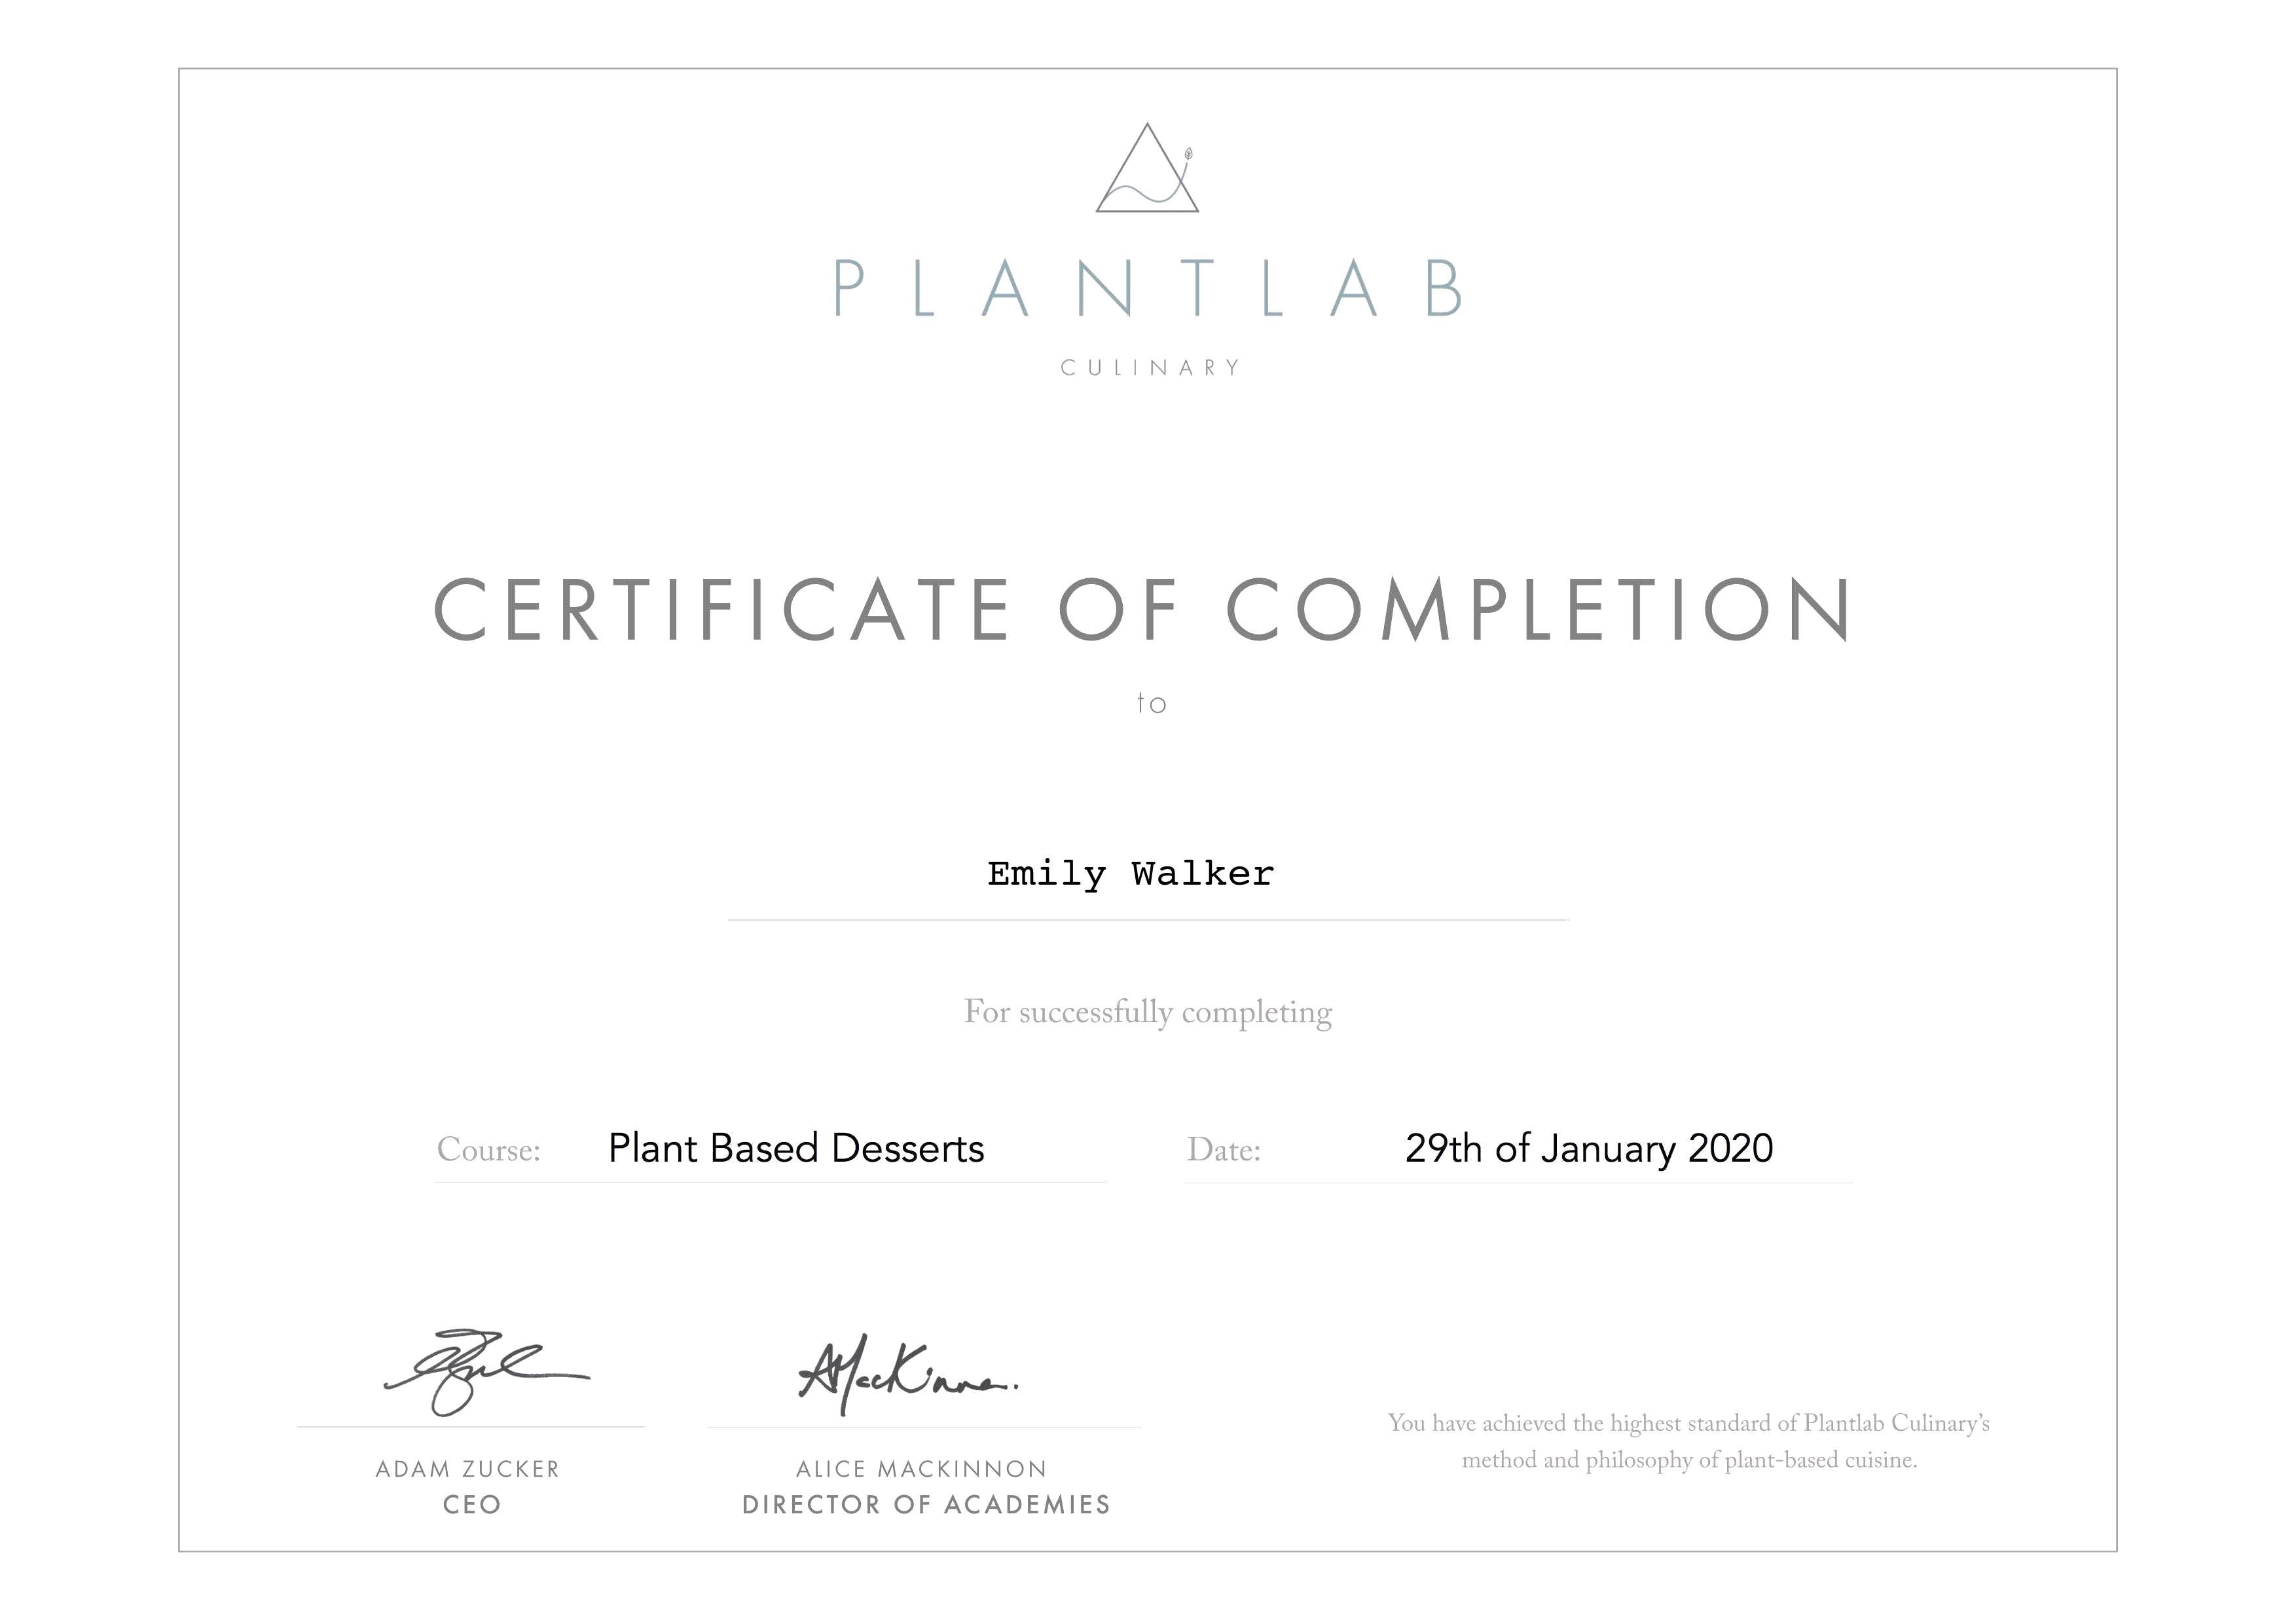 PLANTLAB
CULINARY
CERTIFICATE OF COMPLETION
to
Emily Walker
For successfully completing
Course: Plant Based Desserts Date: 29th of January 2020
AMacKinnon.
ADAM ZUCKER
CEO
ALICE MACKINNON
DIRECTOR OF ACADEMIES
You have achieved the highest standard of Plantlab Culinary’s
method and philosophy of plant-based cuisine.